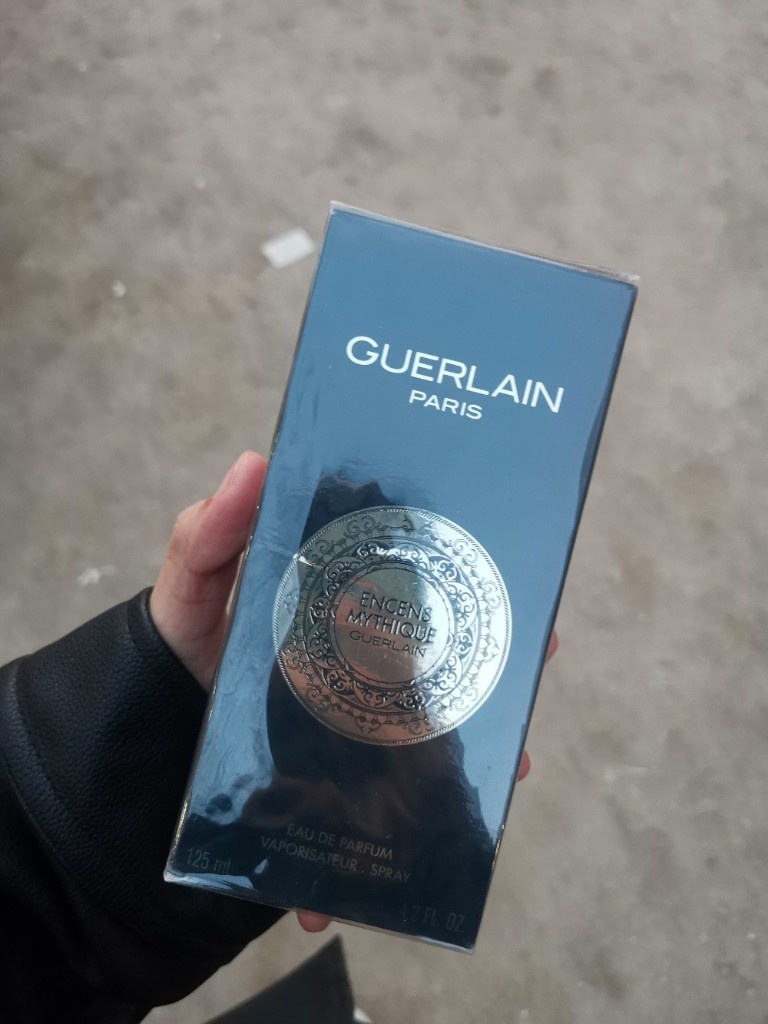 GUERLAIN
PARIS
ENCENS
MYTHIQUE
GUERLAIN
EAU DE PARFUM
VAPORISATEUR . SPRAY
125 ml
FL. OZ